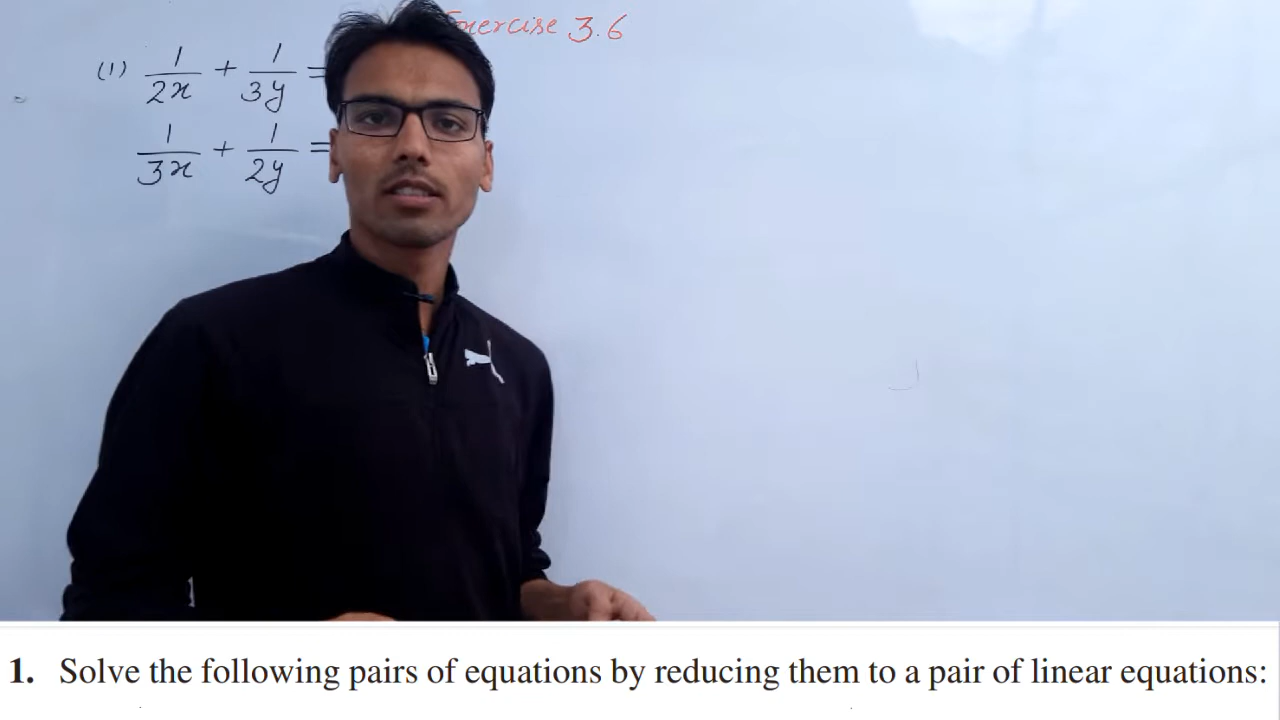 Exercise 3.6
(1) 1/2x + 1/3y =
1/3x + 1/2y =
1. Solve the following pairs of equations by reducing them to a pair of linear equations: